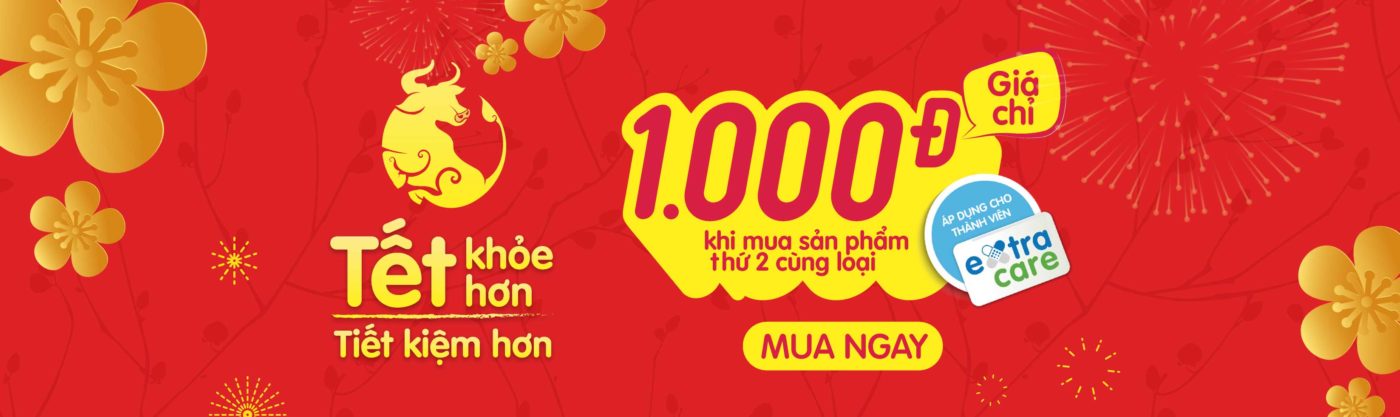 Tết khỏe
hơn
Tiết kiệm hơn
Giá
chỉ
1.000Đ
khi mua sản phẩm
thứ 2 cùng loại
ÁP DỤNG CHO
THÀNH VIÊN
extra
care
MUA NGAY